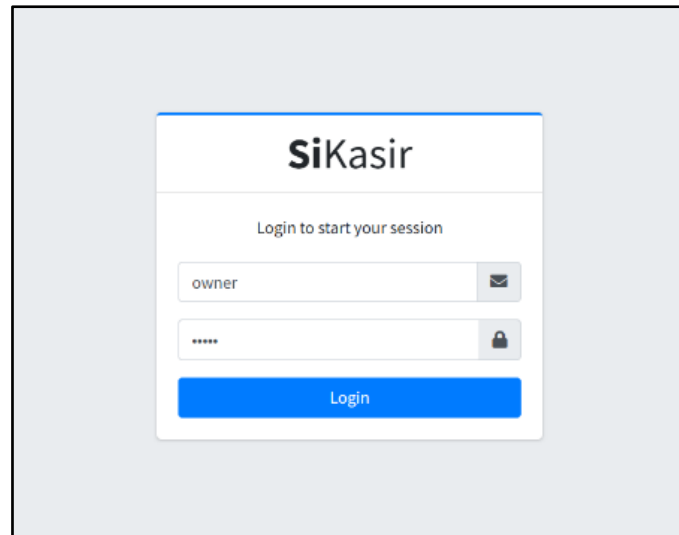 SiKasir
Login to start your session
owner
•••••
Login